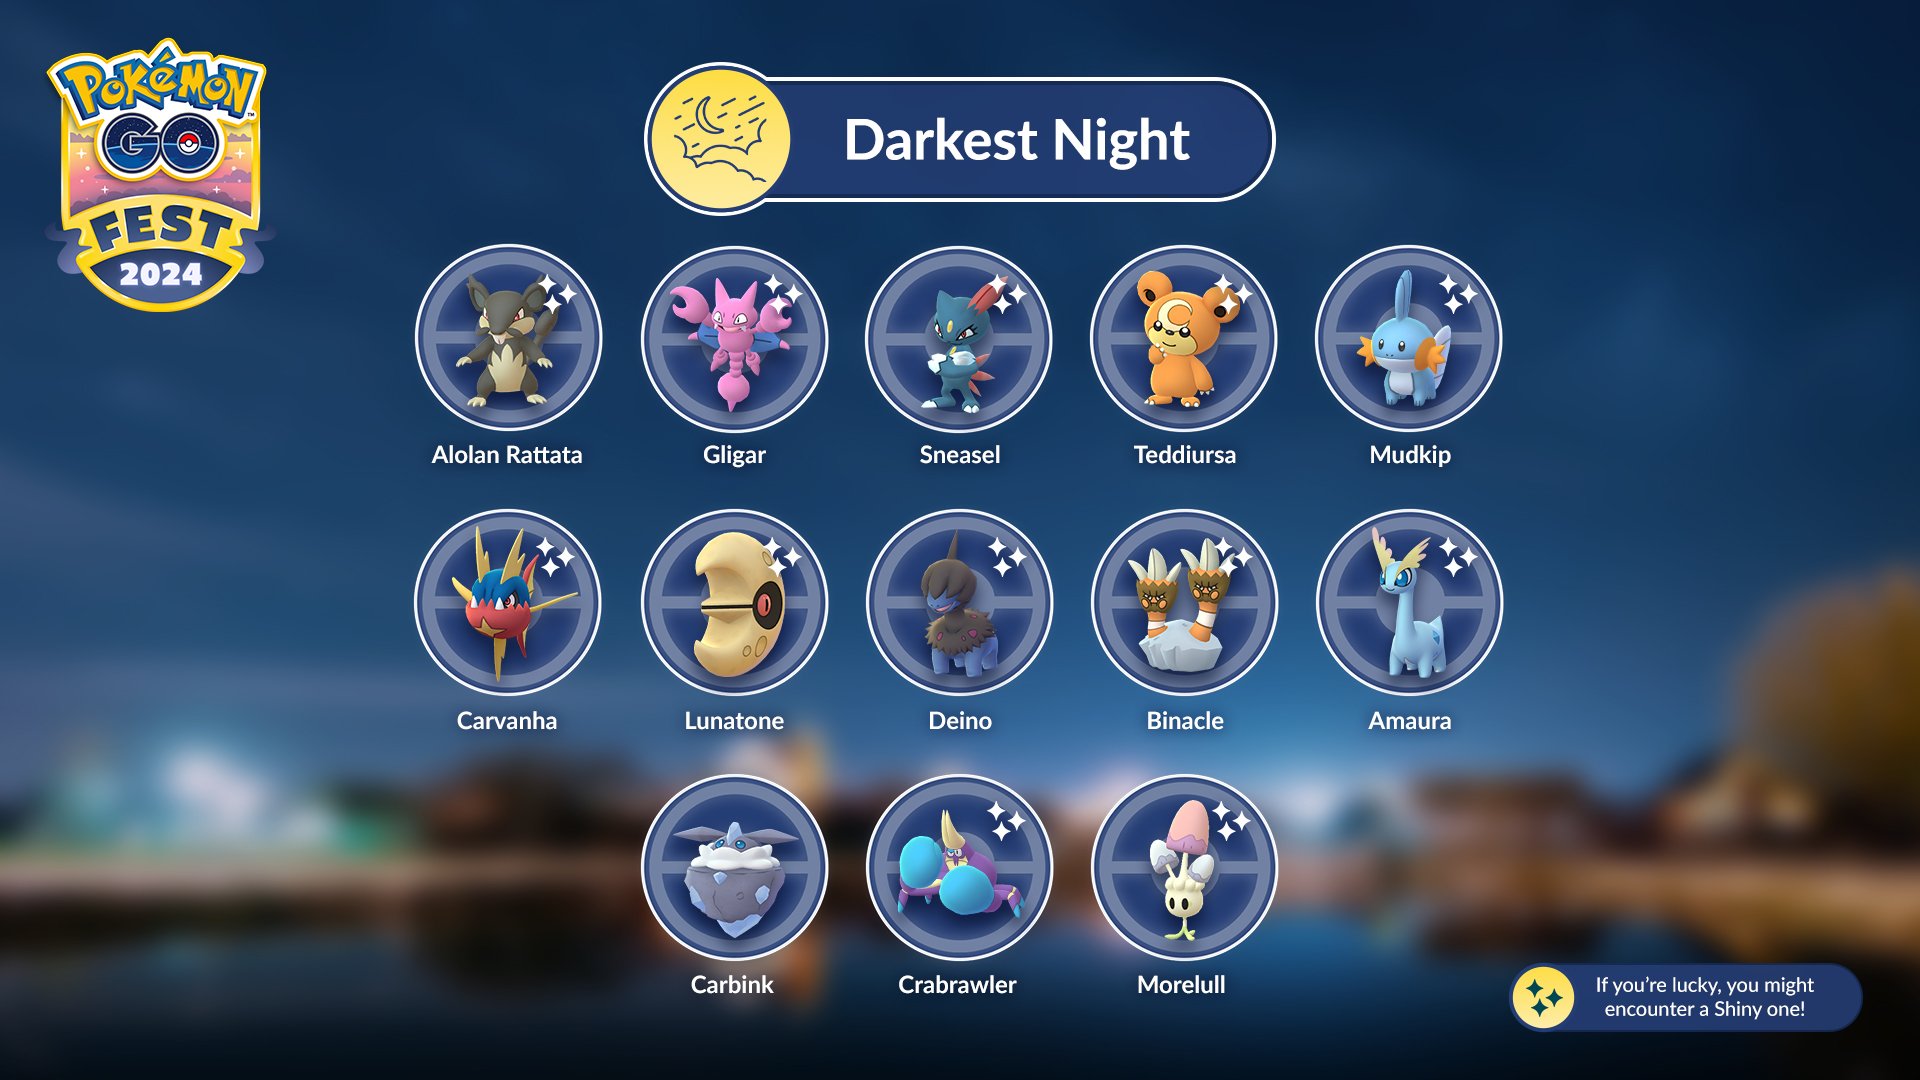 POKÉMON
GO
FEST
2024
Darkest Night
Alolan Rattata
Gligar
Sneasel
Teddiursa
Mudkip
Carvanha
Lunatone
Deino
Binacle
Amaura
Carbink
Crabrawler
Morelull
If you're lucky, you might
encounter a Shiny one!